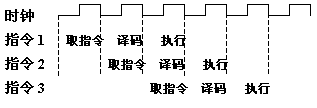 时钟
指令 1 取指令 译码 执行
指令 2 取指令 译码 执行
指令 3 取指令 译码 执行